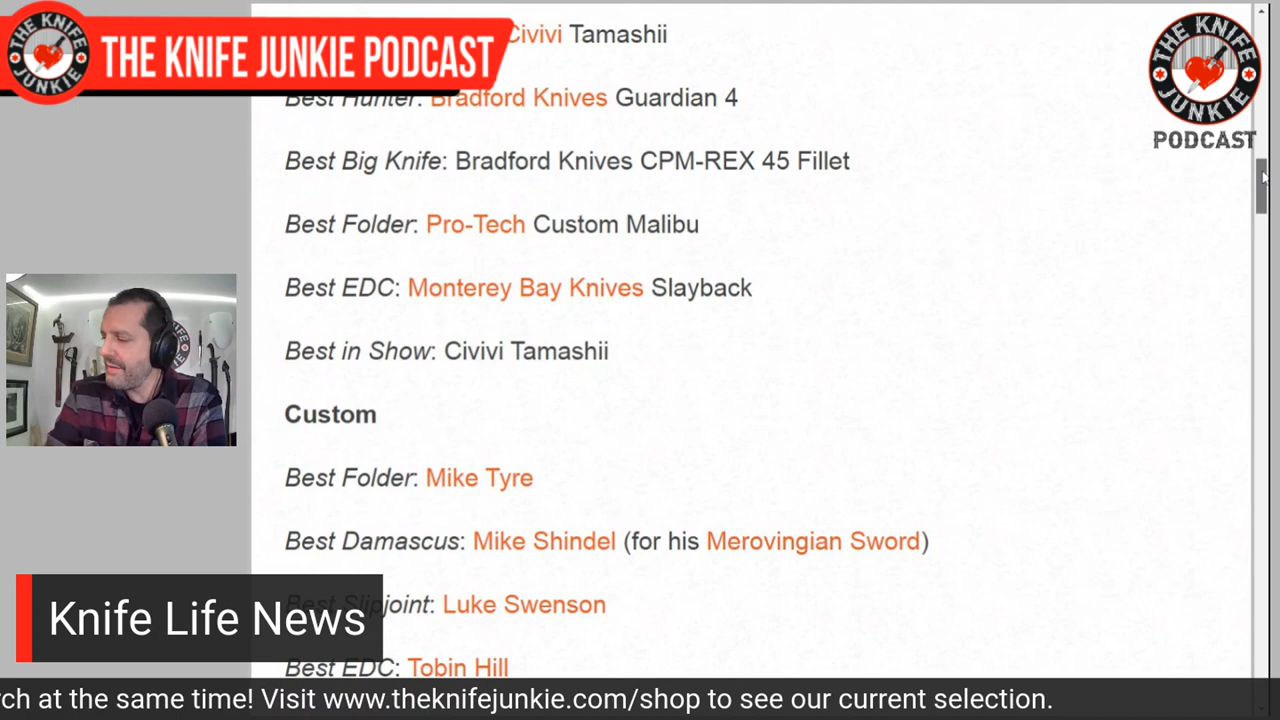 THE KNIFE JUNKIE
THE KNIFE JUNKIE PODCAST
Civivi Tamashii
THE KNIFE JUNKIE
PODCAST
Best Hunter: Bradford Knives Guardian 4
Best Big Knife: Bradford Knives CPM-REX 45 Fillet
Best Folder: Pro-Tech Custom Malibu
Best EDC: Monterey Bay Knives Slayback
Best in Show: Civivi Tamashii
Custom
Best Folder: Mike Tyre
Best Damascus: Mike Shindel (for his Merovingian Sword)
Best Slipjoint: Luke Swenson
Knife Life News
Best EDC: Tobin Hill
rch at the same time! Visit www.theknifejunkie.com/shop to see our current selection.